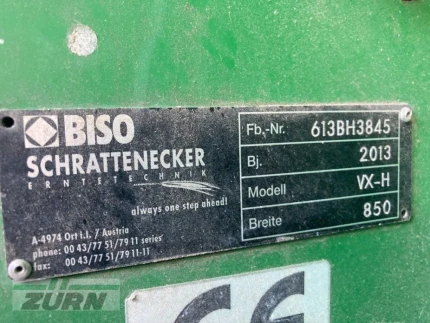 BISO
SCHRATTENECKER
ERNTETECHNIK
always one step ahead!
A-4974 Ort i.I. / Austria
phone: 00 43/77 51/79 11 series
fax: 00 43/77 51/79 11-11
Fb.-Nr. 613BH3845
Bj. 2013
Modell VX-H
Breite 850
CE
ZÜRN